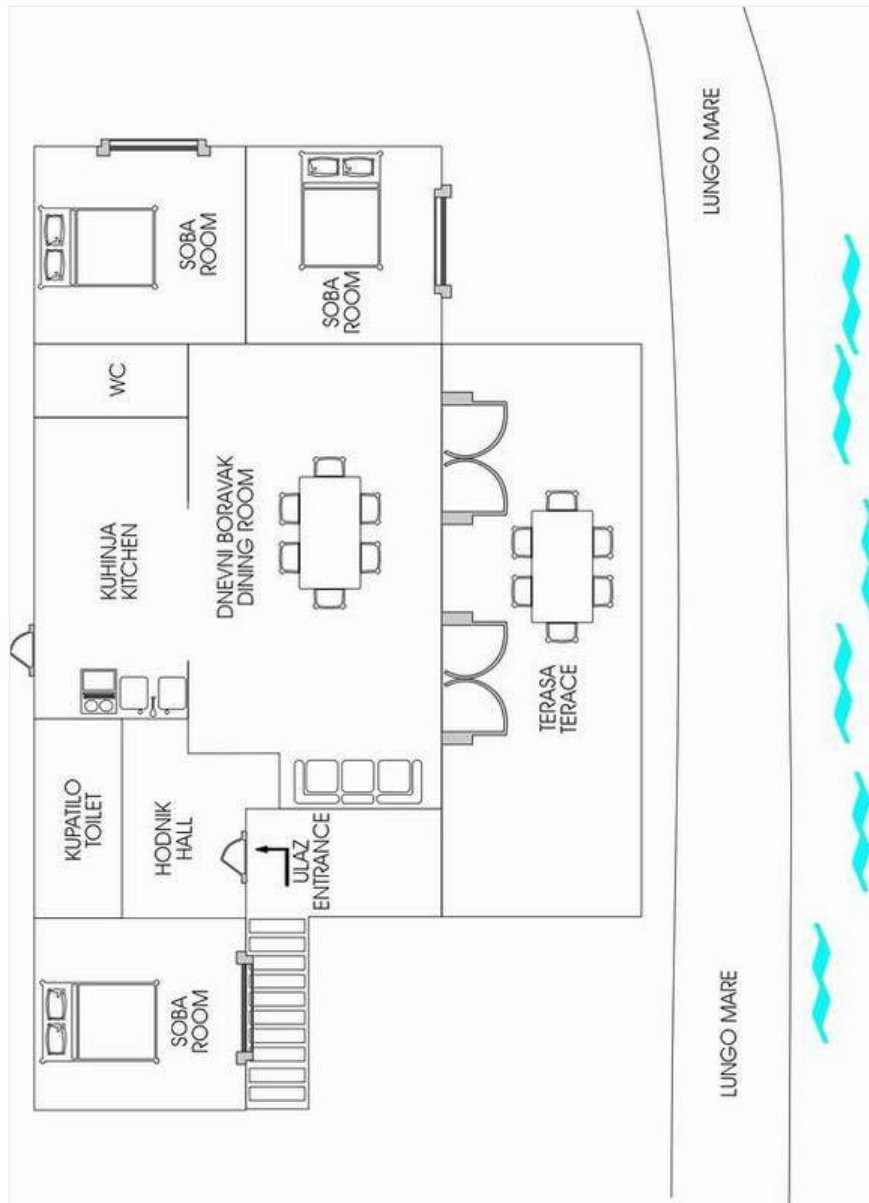 LUNGO MARE
SOBA
ROOM
SOBA
ROOM
WC
KUHINJA
KITCHEN
DNEVNI BORAVAK
DINING ROOM
TERASA
TERACE
KUPATILO
TOILET
HODNIK
HALL
ULAZ
ENTRANCE
SOBA
ROOM
LUNGO MARE